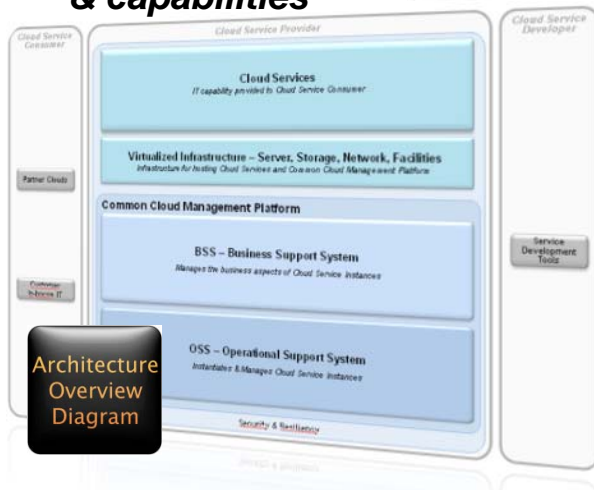 & capabilities
Cloud Service
Consumer
Partner Clouds
Customer
In-house IT
Cloud Service Provider
Cloud Services
IT capability provided to Cloud Service Consumer
Virtualized Infrastructure – Server, Storage, Network, Facilities
Infrastructure for hosting Cloud Services and Common Cloud Management Platform
Common Cloud Management Platform
BSS – Business Support System
Manages the business aspects of Cloud Service Instances
OSS – Operational Support System
Instantiates & Manages Cloud Service Instances
Security & Resiliency
Cloud Service
Developer
Service
Development
Tools
Architecture
Overview
Diagram